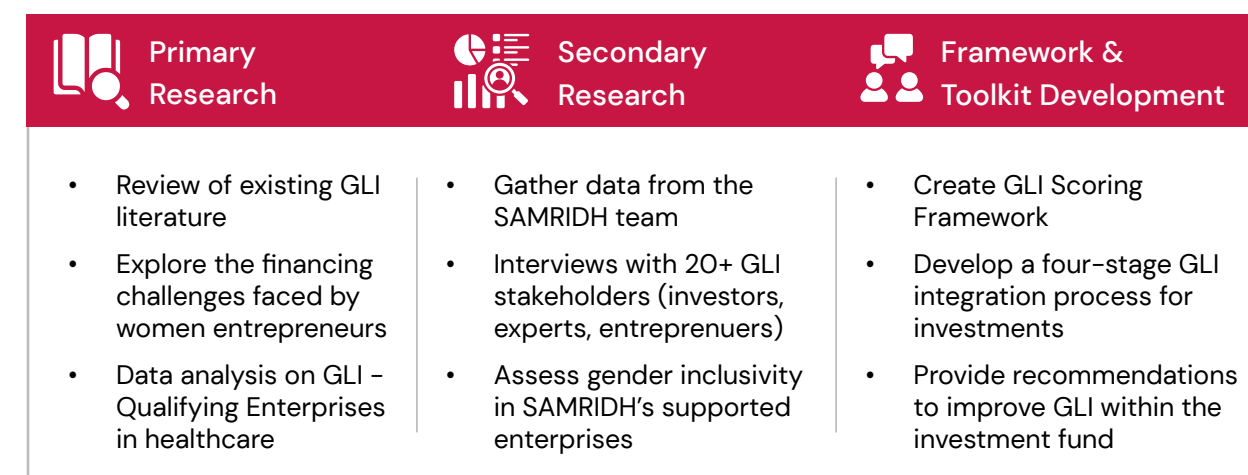 Primary
Research
Secondary
Research
Framework &
Toolkit Development
• Review of existing GLI
literature
• Explore the financing
challenges faced by
women entrepreneurs
• Data analysis on GLI -
Qualifying Enterprises
in healthcare
• Gather data from the
SAMRIDH team
• Interviews with 20+ GLI
stakeholders (investors,
experts, entreprenuers)
• Assess gender inclusivity
in SAMRIDH's supported
enterprises
• Create GLI Scoring
Framework
• Develop a four-stage GLI
integration process for
investments
• Provide recommendations
to improve GLI within the
investment fund